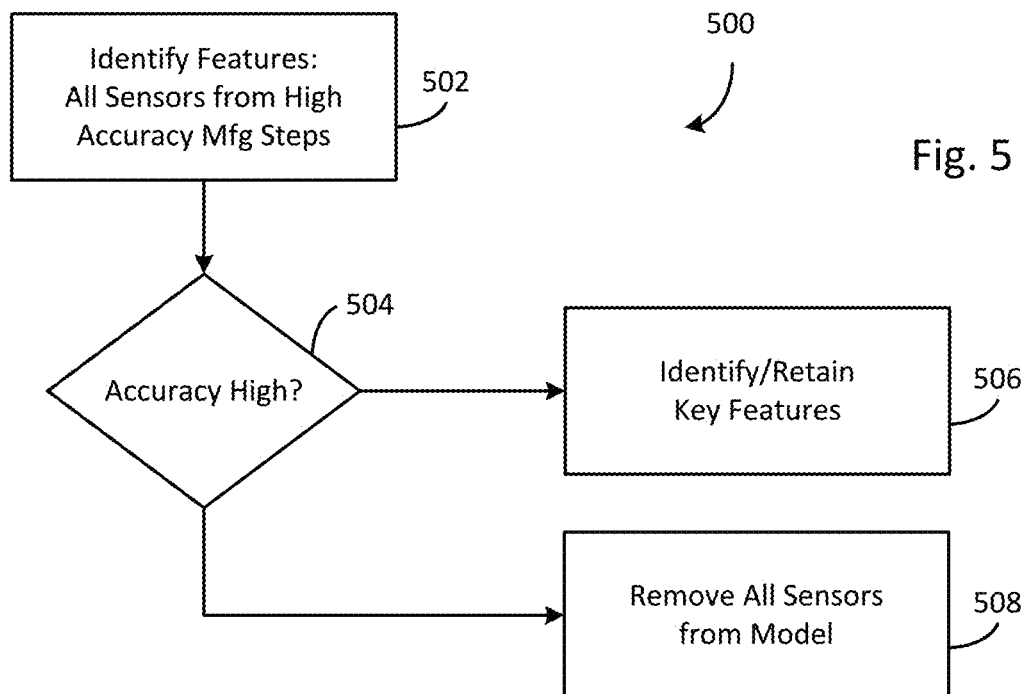 500
Fig. 5
Identify Features:
All Sensors from High
Accuracy Mfg Steps
502
Accuracy High?
504
Identify/Retain
Key Features
506
Remove All Sensors
from Model
508